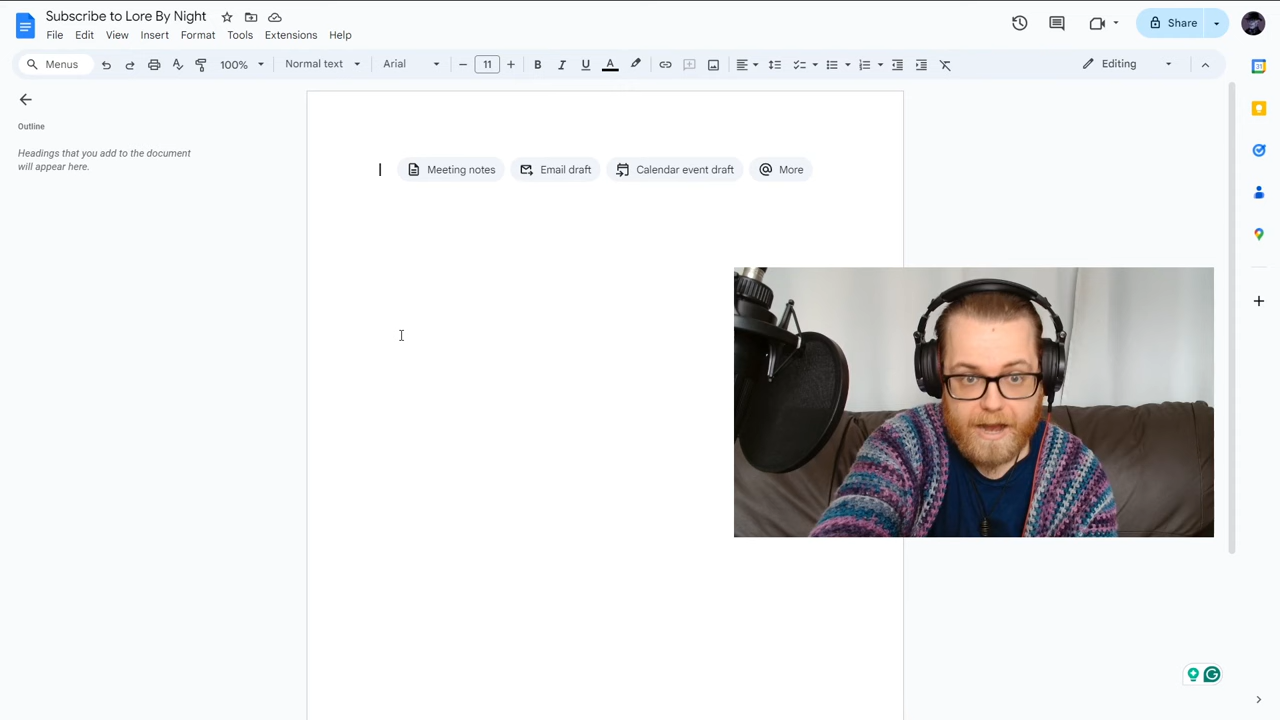 Subscribe to Lore By Night
File Edit View Insert Format Tools Extensions Help
Share
Menus 100% Normal text Arial 11 Editing
Outline
Headings that you add to the document
will appear here.
Meeting notes Email draft Calendar event draft More